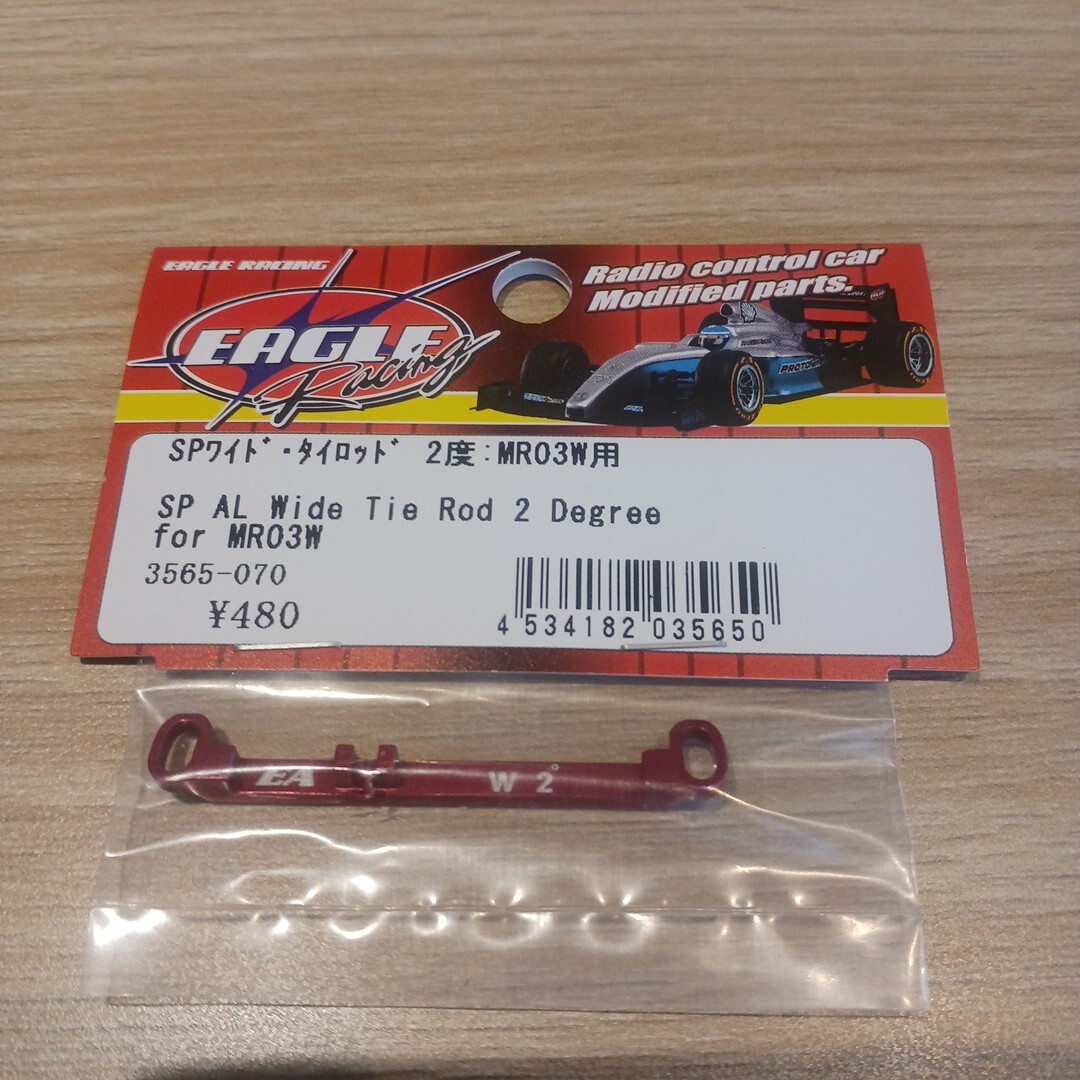 EAGLE RACING
EAGLE
Racing
Radio control car
Modified parts.
SPﾜｲﾄﾞ・ﾀｲﾛｯﾄﾞ 2度:MR03W用
SP AL Wide Tie Rod 2 Degree
for MR03W
3565-070
¥480
4 534182 035650
EA W 2°